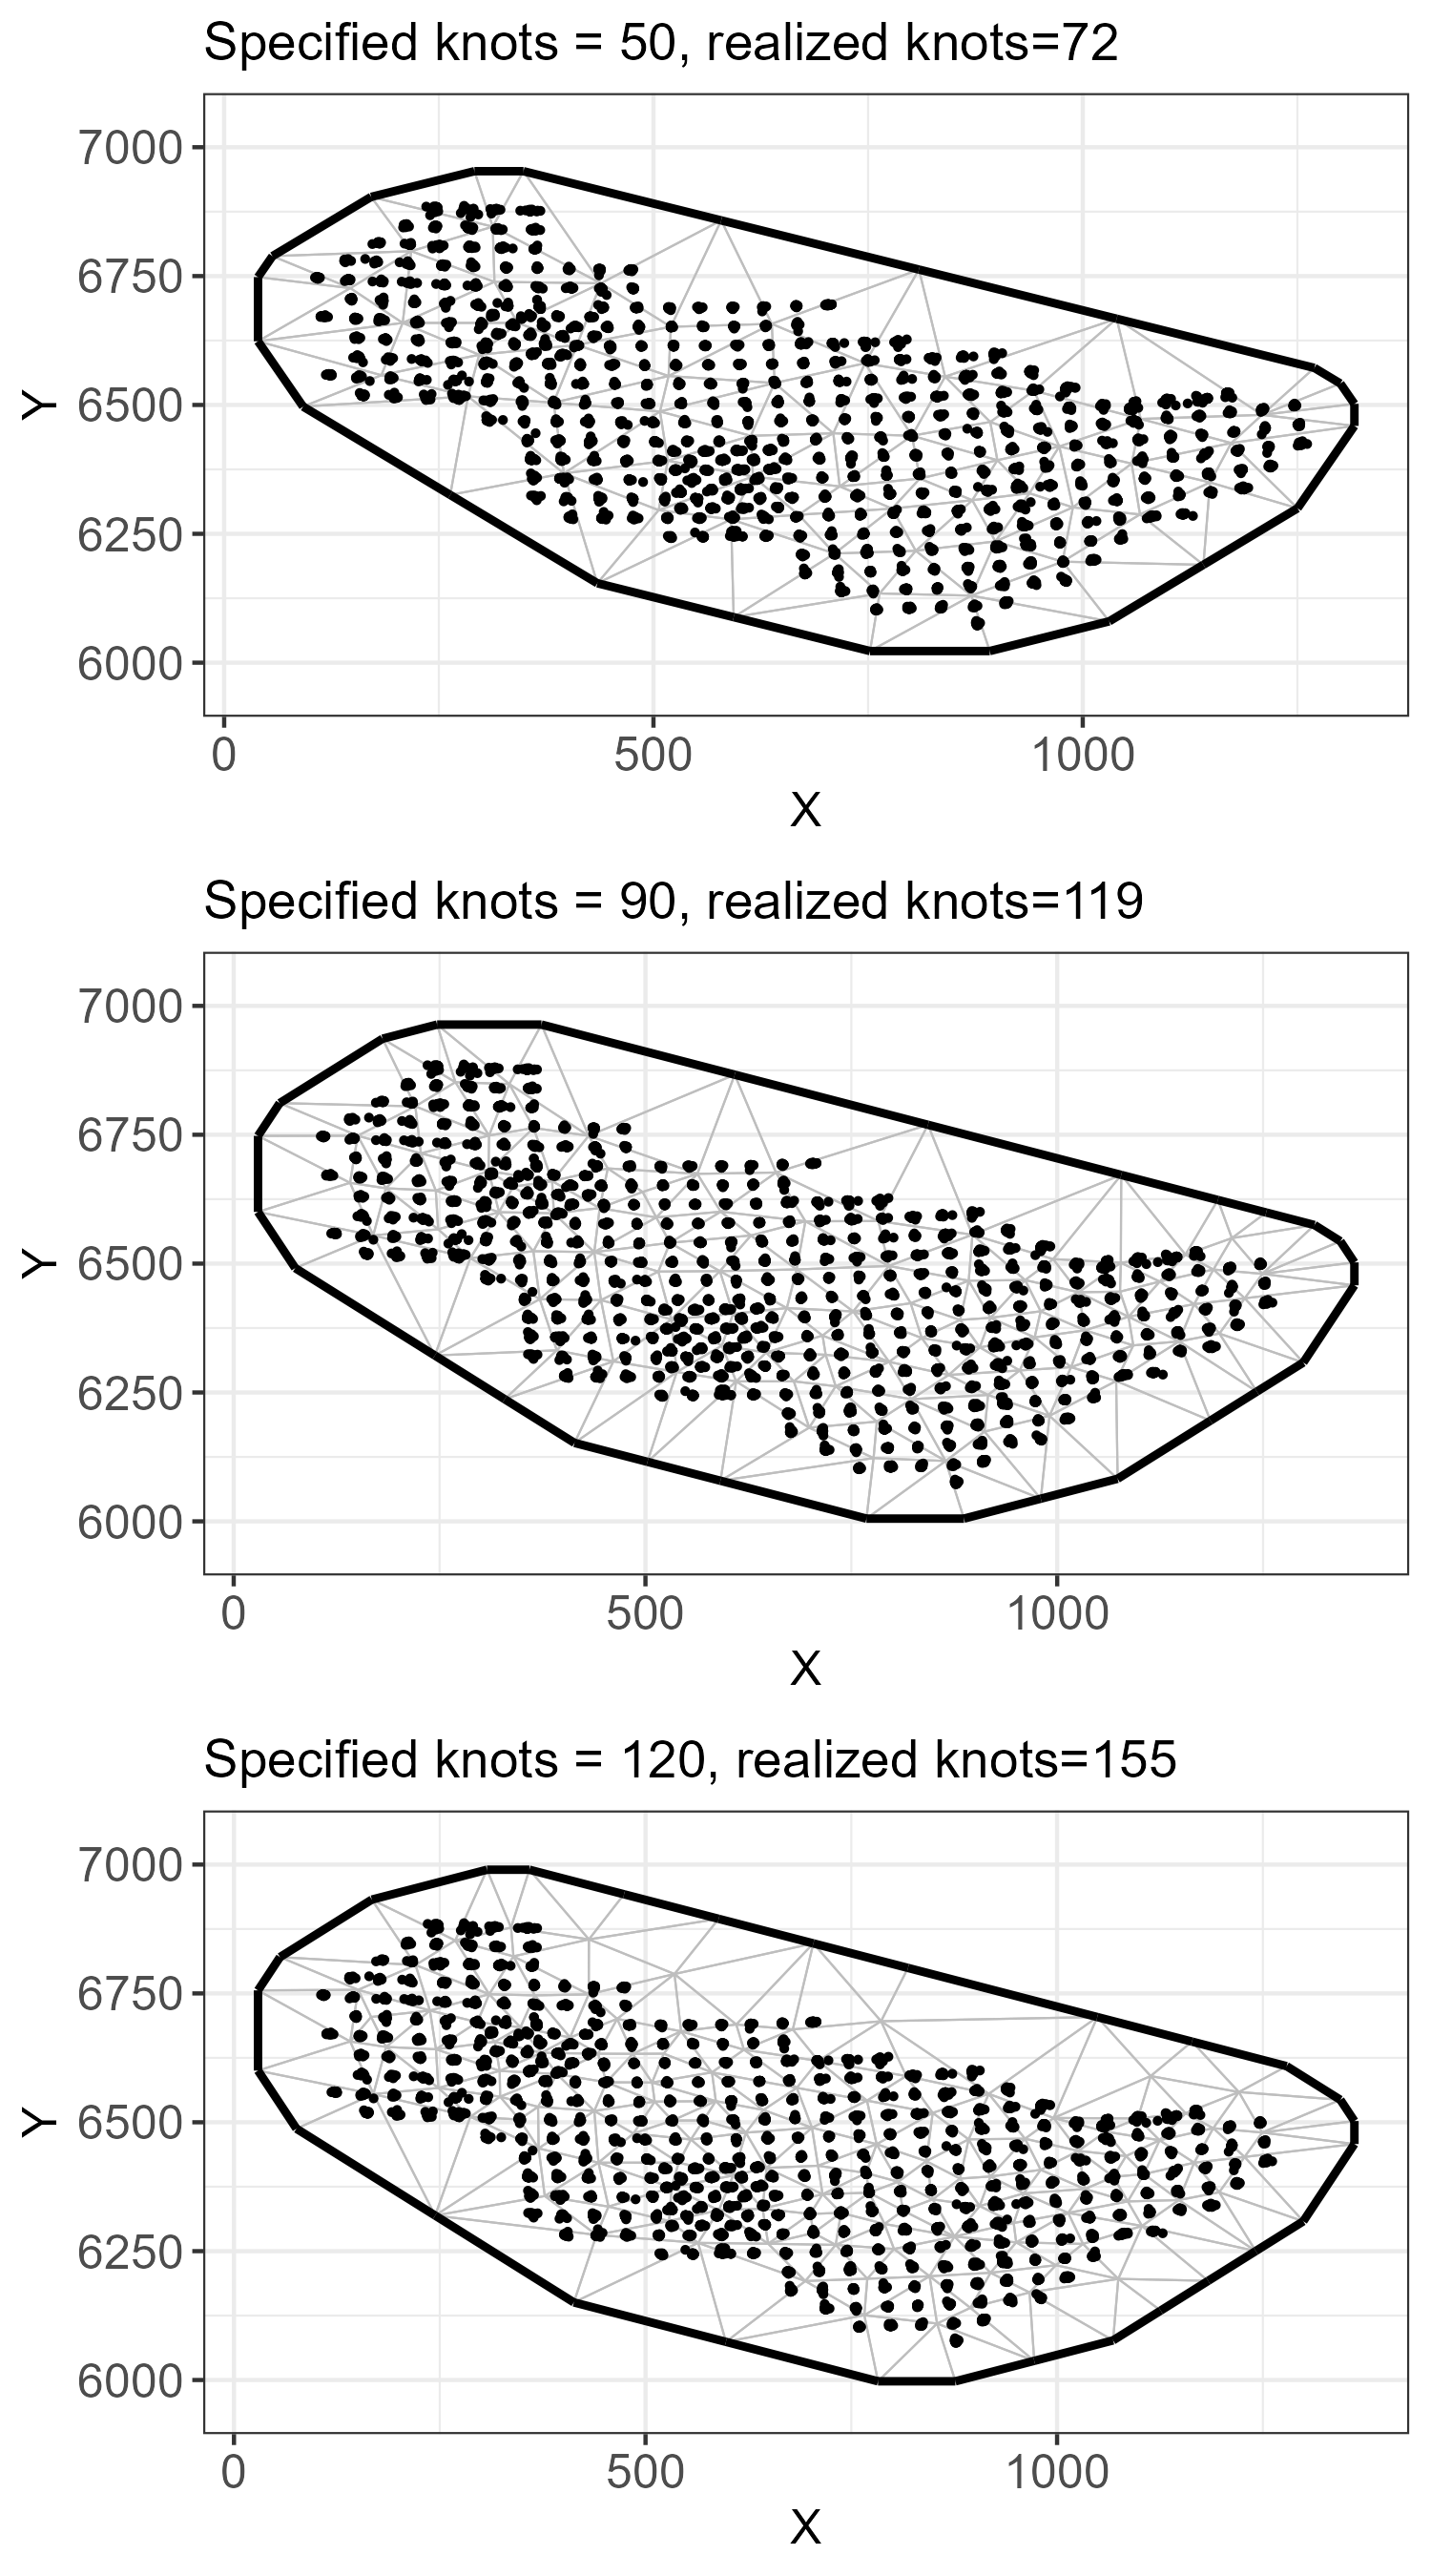 Specified knots = 50, realized knots=72
7000
6750
6500
6250
6000
Y
0 500 1000
X
Specified knots = 90, realized knots=119
7000
6750
6500
6250
6000
Y
0 500 1000
X
Specified knots = 120, realized knots=155
7000
6750
6500
6250
6000
Y
0 500 1000
X